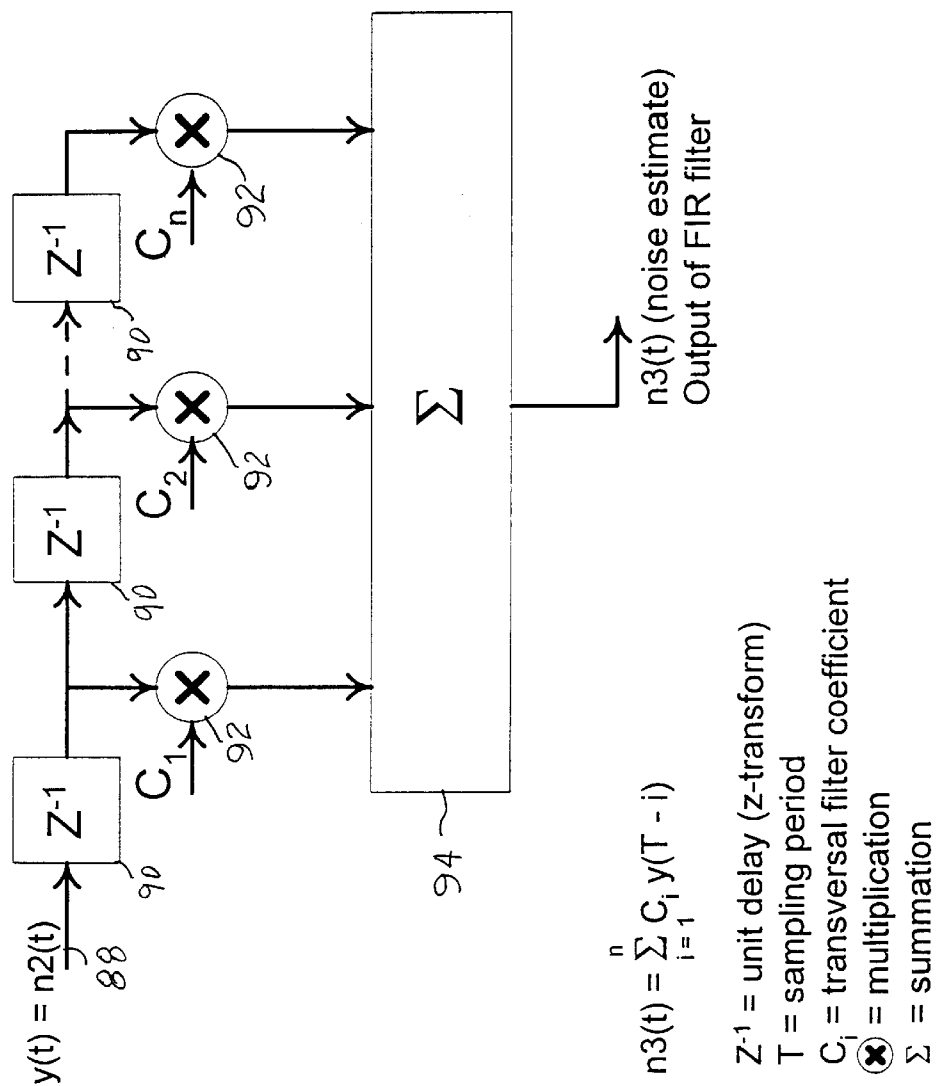 y(t) = n2(t)
88
Z-1
90
Z-1
90
Z-1
90
C1
92
C2
92
Cn
92
Σ
94
n3(t) (noise estimate)
Output of FIR filter
n3(t) = Σ Ci y(T - i)
n
i = 1
Z-1 = unit delay (z-transform)
T = sampling period
Ci = transversal filter coefficient
⊗ = multiplication
Σ = summation